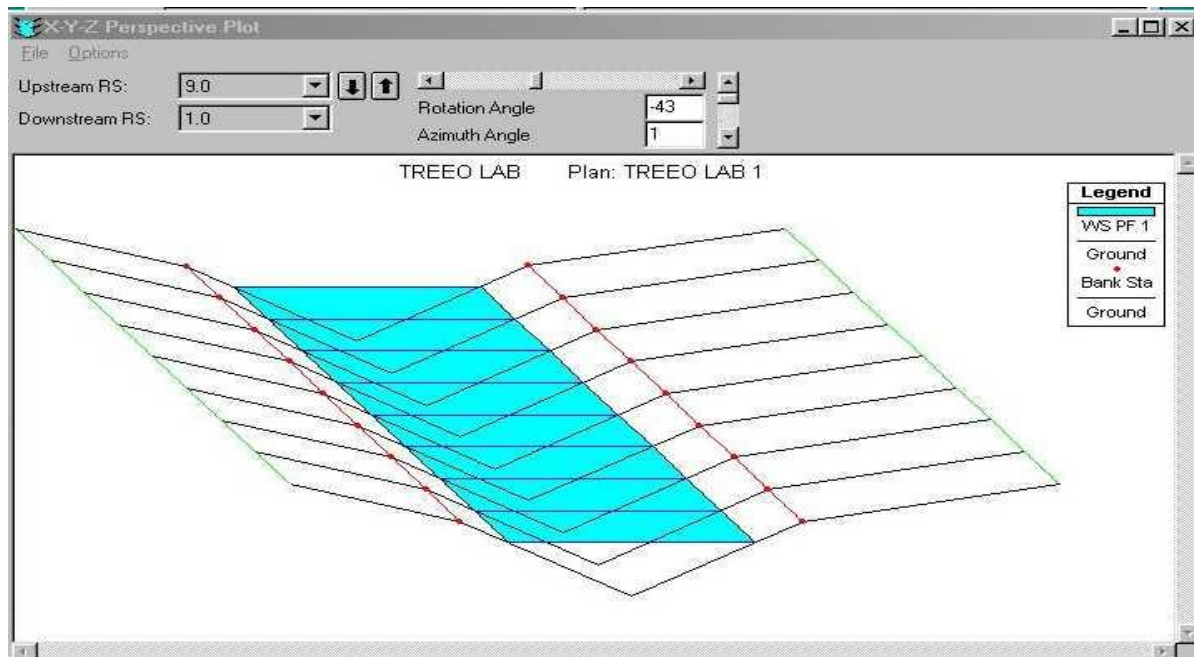 X-Y-Z Perspective Plot
File Options
Upstream RS: 9.0
Downstream RS: 1.0
Rotation Angle -43
Azimuth Angle 1
TREEO LAB Plan: TREEO LAB 1
Legend
WS PF 1
Ground
Bank Sta
Ground